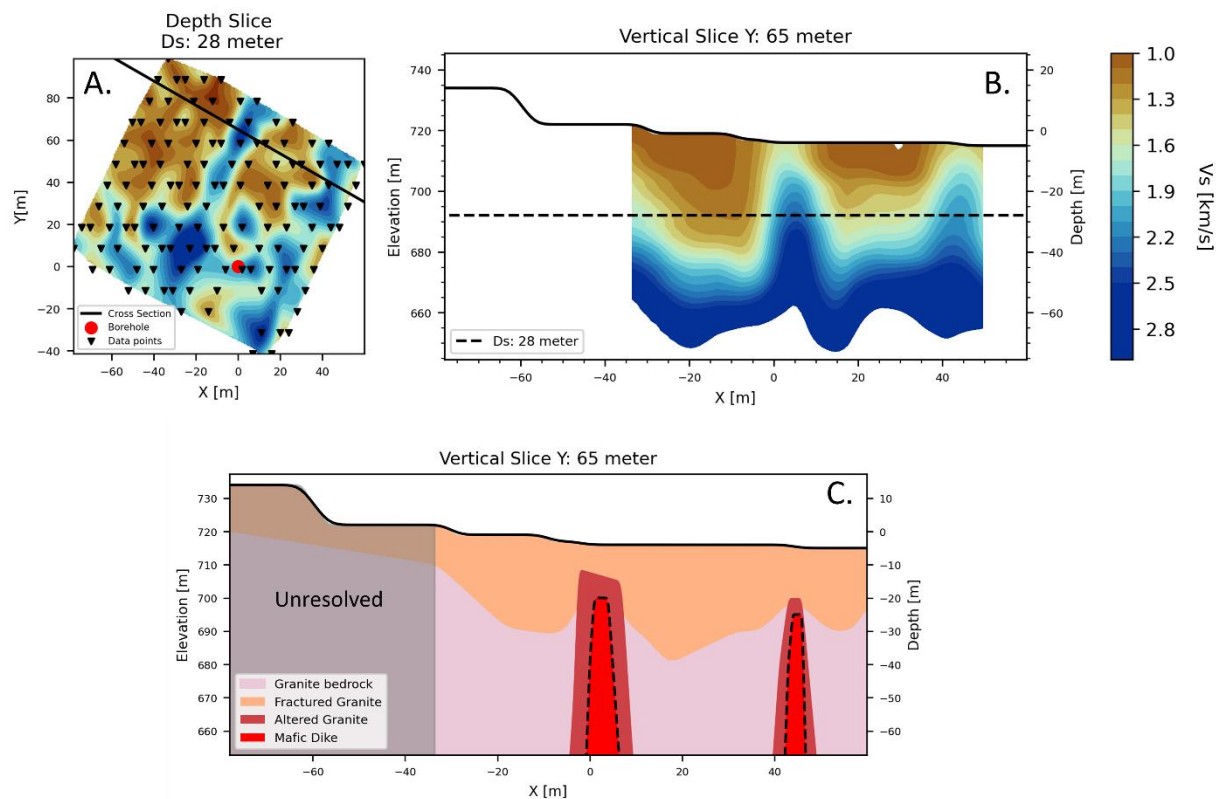 Depth Slice
Ds: 28 meter
A.
80
60
40
20
0
−20
−40
Y[m]
Cross Section
Borehole
Data points
−60
−40
−20
0
20
40
X [m]
Vertical Slice Y: 65 meter
B.
740
720
700
680
660
Elevation [m]
20
0
−20
−40
−60
Depth [m]
Ds: 28 meter
−60
−40
−20
0
20
40
X [m]
1.0
1.3
1.6
1.9
2.2
2.5
2.8
Vs [km/s]
Vertical Slice Y: 65 meter
C.
730
720
710
700
690
680
670
660
Elevation [m]
10
0
−10
−20
−30
−40
−50
−60
Depth [m]
Unresolved
Granite bedrock
Fractured Granite
Altered Granite
Mafic Dike
−60
−40
−20
0
20
40
X [m]